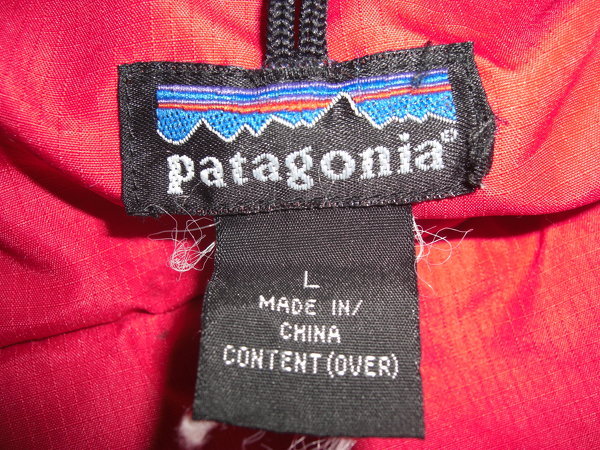 patagonia®
L
MADE IN/
CHINA
CONTENT(OVER)